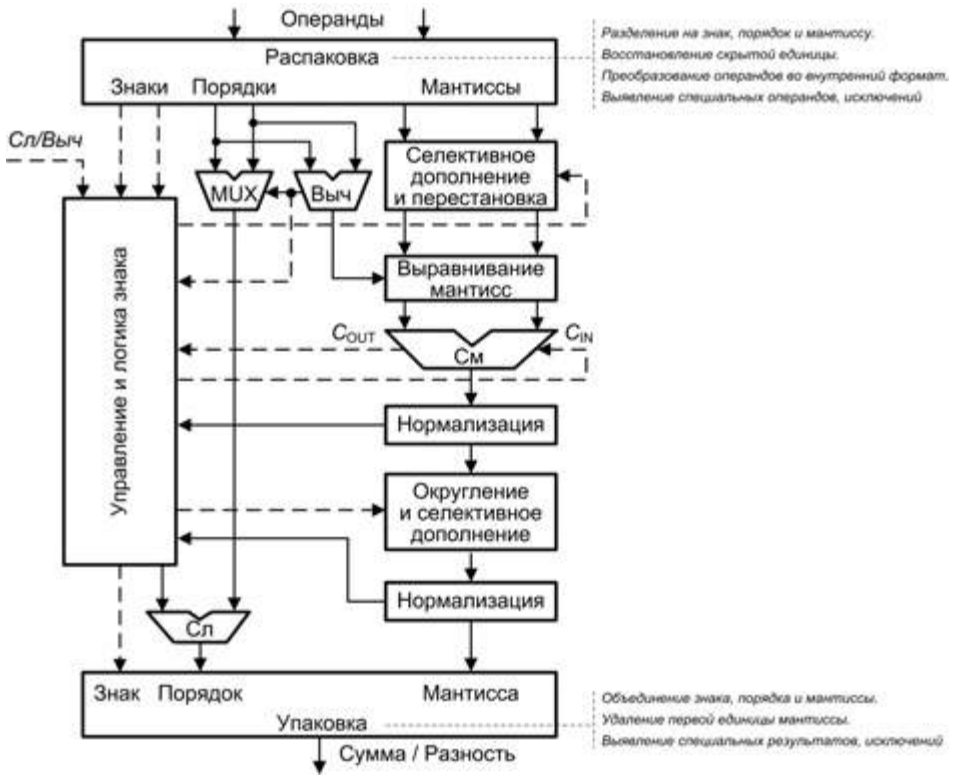 Операнды
Распаковка
Знаки Порядки Мантиссы
Разделение на знак, порядок и мантиссу.
Восстановление скрытой единицы.
Преобразование операндов во внутренний формат.
Выявление специальных операндов, исключений
Сл/Выч
MUX
Выч
Селективное
дополнение
и перестановка
Управление и логика знака
Выравнивание
мантисс
COUT
CIN
См
Нормализация
Округление
и селективное
дополнение
Нормализация
Сл
Знак Порядок Мантисса
Упаковка
Объединение знака, порядка и мантиссы.
Удаление первой единицы мантиссы.
Выявление специальных результатов, исключений
Сумма / Разность